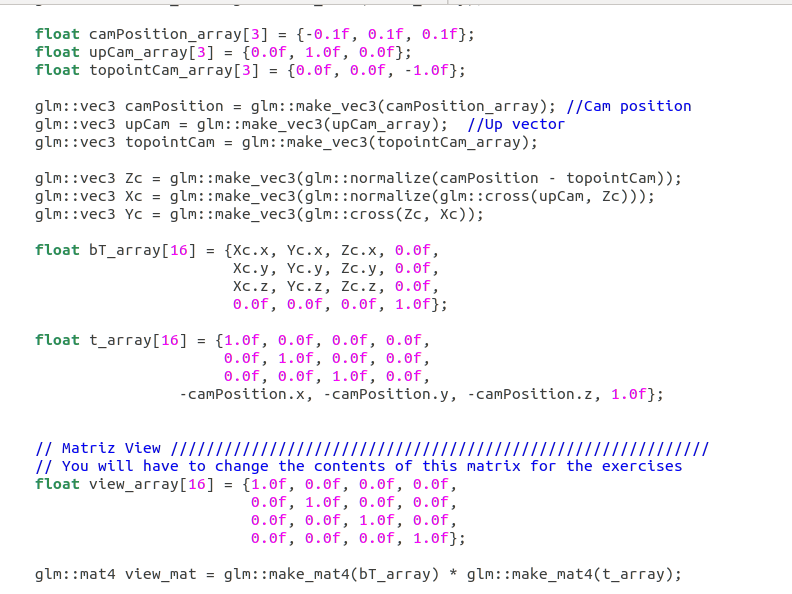 float camPosition_array[3] = {-0.1f, 0.1f, 0.1f};
float upCam_array[3] = {0.0f, 1.0f, 0.0f};
float topointCam_array[3] = {0.0f, 0.0f, -1.0f};
glm::vec3 camPosition = glm::make_vec3(camPosition_array); //Cam position
glm::vec3 upCam = glm::make_vec3(upCam_array);  //Up vector
glm::vec3 topointCam = glm::make_vec3(topointCam_array);
glm::vec3 Zc = glm::make_vec3(glm::normalize(camPosition - topointCam));
glm::vec3 Xc = glm::make_vec3(glm::normalize(glm::cross(upCam, Zc)));
glm::vec3 Yc = glm::make_vec3(glm::cross(Zc, Xc));
float bT_array[16] = {Xc.x, Yc.x, Zc.x, 0.0f,
Xc.y, Yc.y, Zc.y, 0.0f,
Xc.z, Yc.z, Zc.z, 0.0f,
0.0f, 0.0f, 0.0f, 1.0f};
float t_array[16] = {1.0f, 0.0f, 0.0f, 0.0f,
0.0f, 1.0f, 0.0f, 0.0f,
0.0f, 0.0f, 1.0f, 0.0f,
-camPosition.x, -camPosition.y, -camPosition.z, 1.0f};
// Matriz View ////////////////////////////////////////////////////////////
// You will have to change the contents of this matrix for the exercises
float view_array[16] = {1.0f, 0.0f, 0.0f, 0.0f,
0.0f, 1.0f, 0.0f, 0.0f,
0.0f, 0.0f, 1.0f, 0.0f,
0.0f, 0.0f, 0.0f, 1.0f};
glm::mat4 view_mat = glm::make_mat4(bT_array) * glm::make_mat4(t_array);